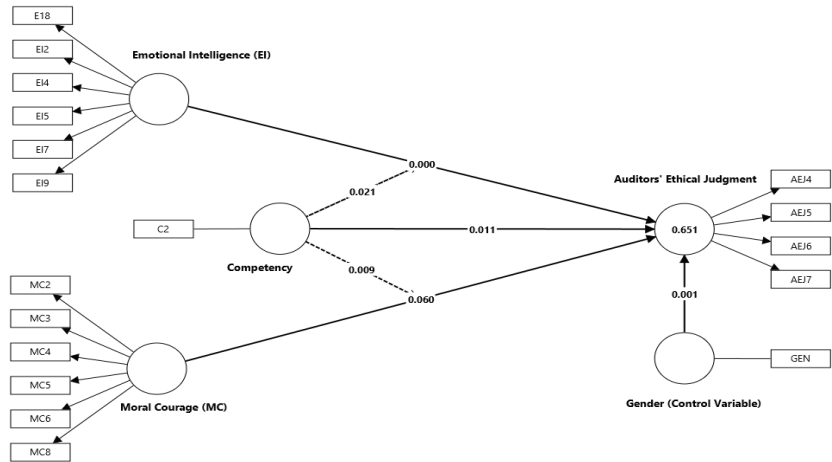 E18
EI2
EI4
EI5
EI7
EI9
Emotional Intelligence (EI)
0.000
0.021
C2
Competency
0.011
0.009
0.060
MC2
MC3
MC4
MC5
MC6
MC8
Moral Courage (MC)
Auditors' Ethical Judgment
0.651
AEJ4
AEJ5
AEJ6
AEJ7
0.001
GEN
Gender (Control Variable)